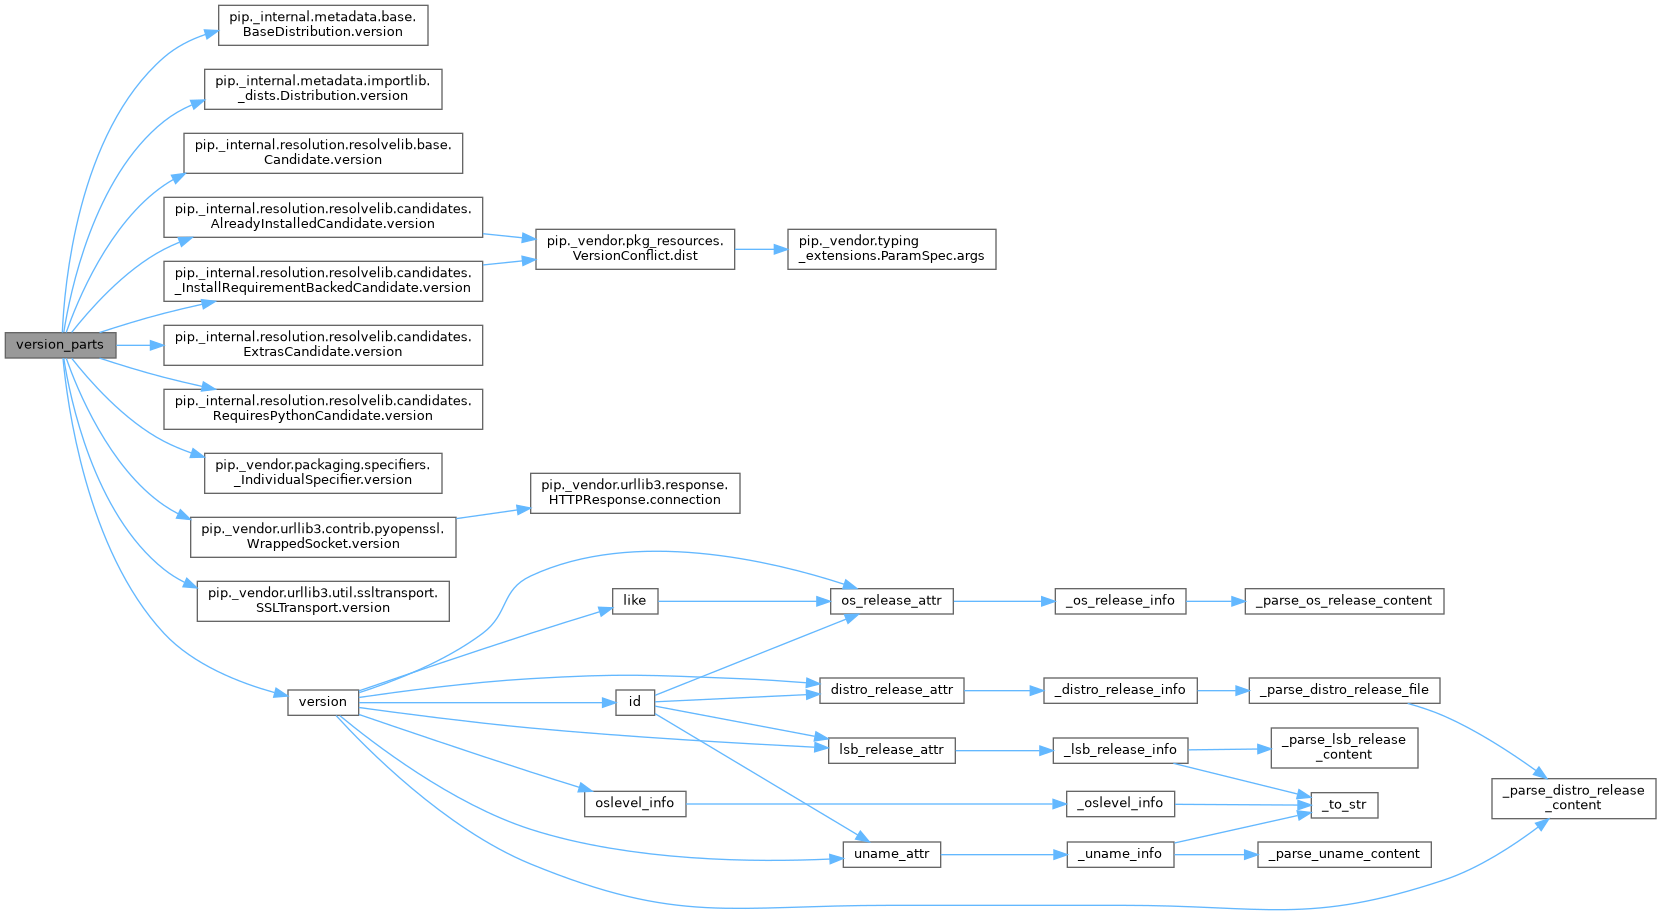 pip._internal.metadata.base.
BaseDistribution.version
pip._internal.metadata.importlib.
_dists.Distribution.version
pip._internal.resolution.resolvelib.base.
Candidate.version
pip._internal.resolution.resolvelib.candidates.
AlreadyInstalledCandidate.version
pip._vendor.pkg_resources.
VersionConflict.dist
pip._vendor.typing
_extensions.ParamSpec.args
pip._internal.resolution.resolvelib.candidates.
_InstallRequirementBackedCandidate.version
version_parts
pip._internal.resolution.resolvelib.candidates.
ExtrasCandidate.version
pip._internal.resolution.resolvelib.candidates.
RequiresPythonCandidate.version
pip._vendor.packaging.specifiers.
_IndividualSpecifier.version
pip._vendor.urllib3.response.
HTTPResponse.connection
pip._vendor.urllib3.contrib.pyopenssl.
WrappedSocket.version
pip._vendor.urllib3.util.ssltransport.
SSLTransport.version
like
os_release_attr
_os_release_info
_parse_os_release_content
version
id
distro_release_attr
_distro_release_info
_parse_distro_release_file
lsb_release_attr
_lsb_release_info
_parse_lsb_release
_content
oslevel_info
_oslevel_info
_to_str
_parse_distro_release
_content
uname_attr
_uname_info
_parse_uname_content